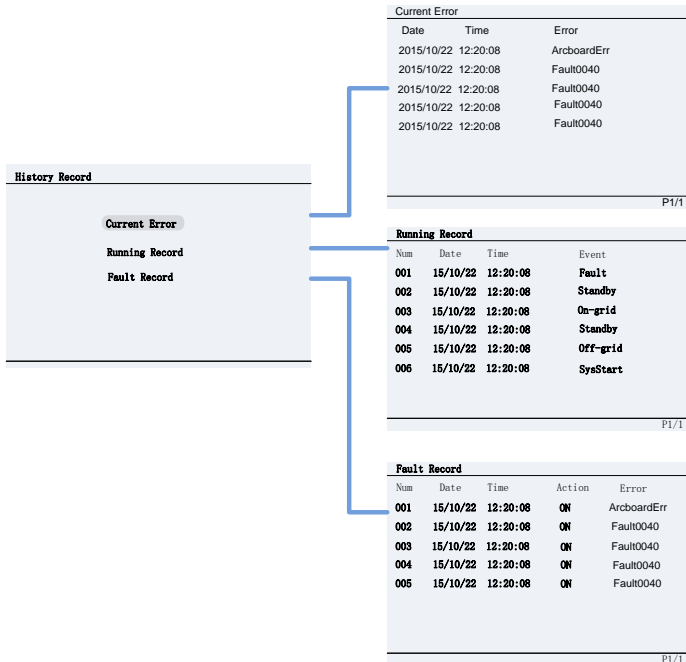 History Record
Current Error
Running Record
Fault Record
Current Error
Date Time Error
2015/10/22 12:20:08 ArcboardErr
2015/10/22 12:20:08 Fault0040
2015/10/22 12:20:08 Fault0040
2015/10/22 12:20:08 Fault0040
2015/10/22 12:20:08 Fault0040
P1/1
Running Record
Num Date Time Event
001 15/10/22 12:20:08 Fault
002 15/10/22 12:20:08 Standby
003 15/10/22 12:20:08 On-grid
004 15/10/22 12:20:08 Standby
005 15/10/22 12:20:08 Off-grid
006 15/10/22 12:20:08 SysStart
P1/1
Fault Record
Num Date Time Action Error
001 15/10/22 12:20:08 ON ArcboardErr
002 15/10/22 12:20:08 ON Fault0040
003 15/10/22 12:20:08 ON Fault0040
004 15/10/22 12:20:08 ON Fault0040
005 15/10/22 12:20:08 ON Fault0040
P1/1